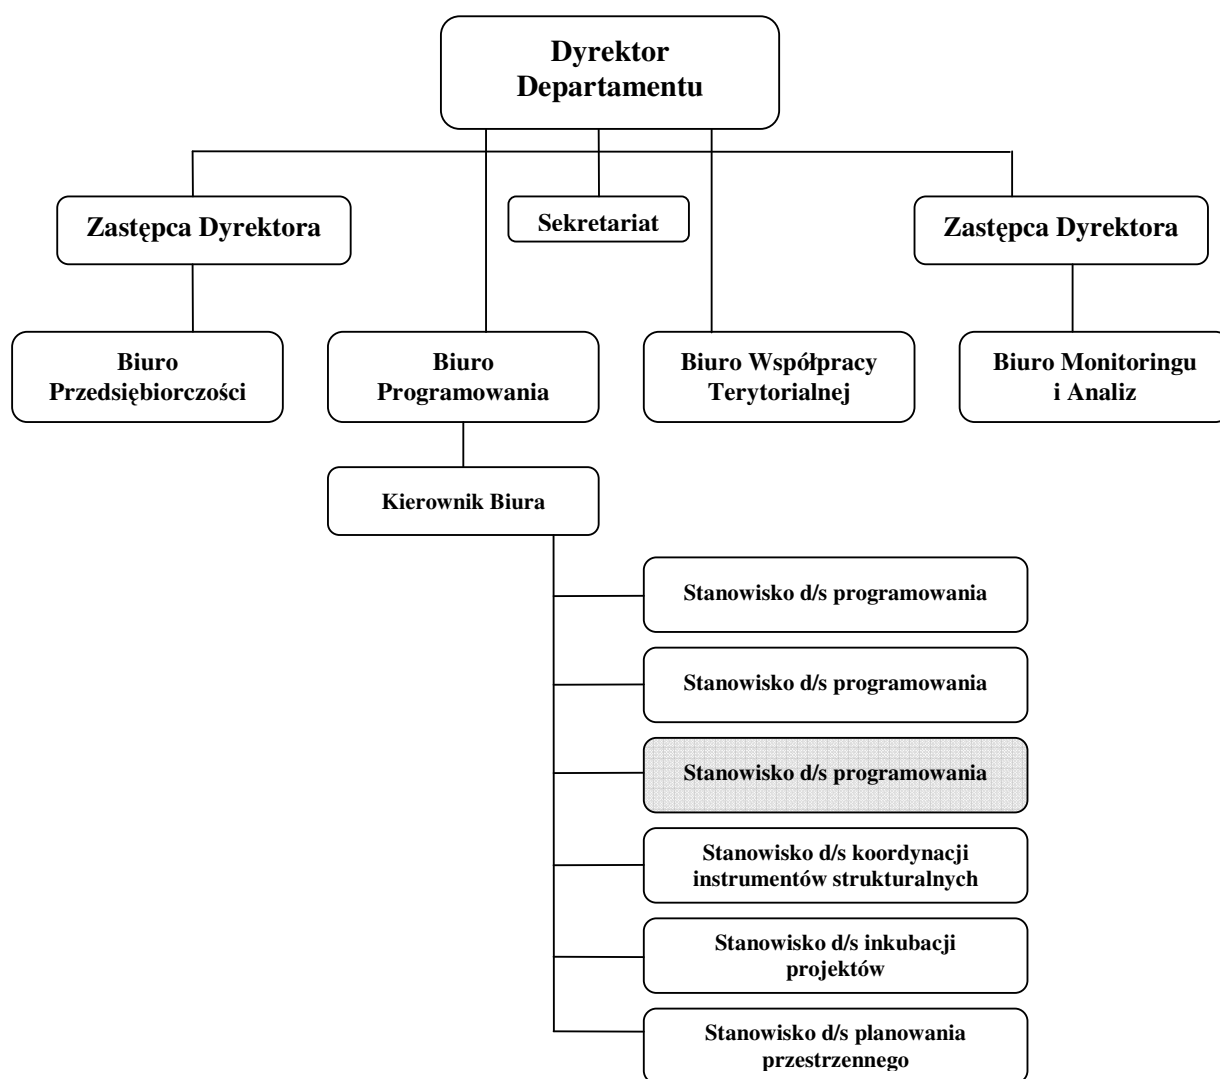 Dyrektor
Departamentu
Zastępca Dyrektora
Sekretariat
Zastępca Dyrektora
Biuro
Przedsiębiorczości
Biuro
Programowania
Biuro Współpracy
Terytorialnej
Biuro Monitoringu
i Analiz
Kierownik Biura
Stanowisko d/s programowania
Stanowisko d/s programowania
Stanowisko d/s programowania
Stanowisko d/s koordynacji
instrumentów strukturalnych
Stanowisko d/s inkubacji
projektów
Stanowisko d/s planowania
przestrzennego